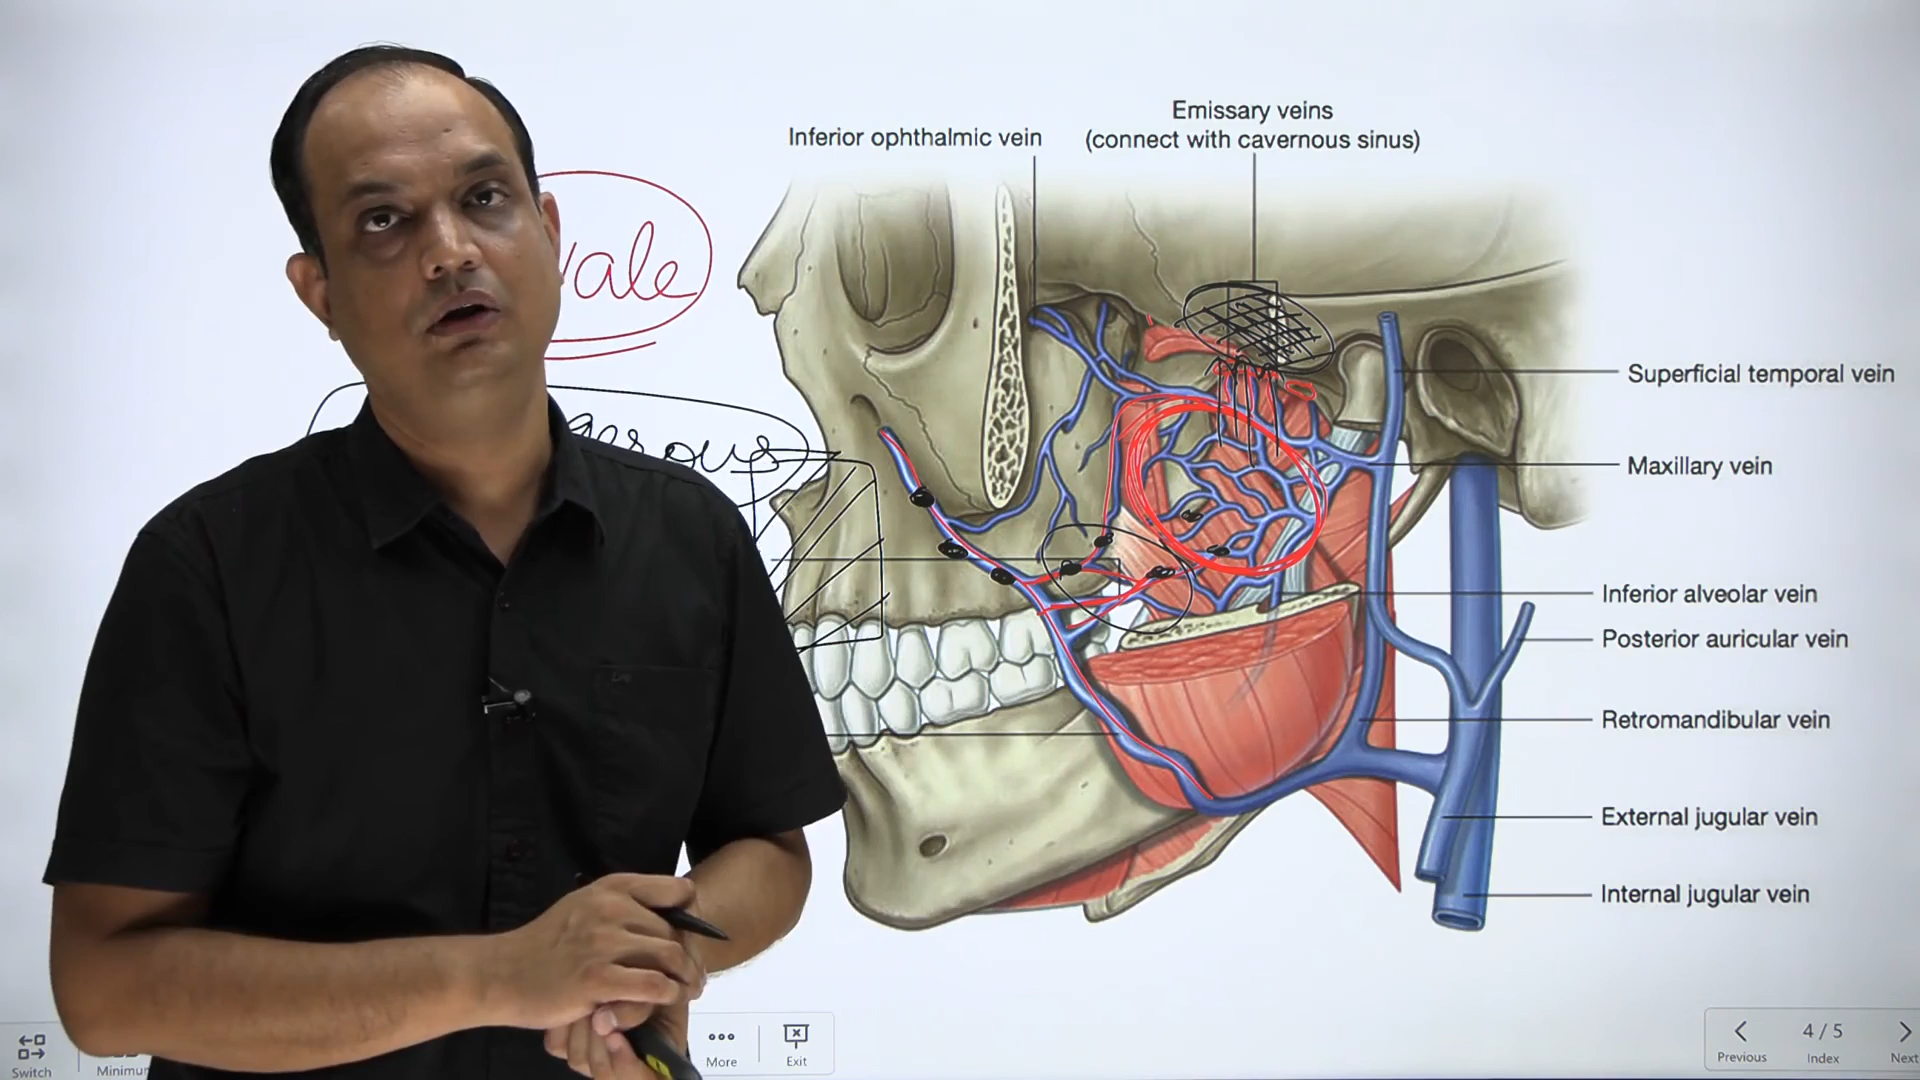 Emissary veins
(connect with cavernous sinus)
Inferior ophthalmic vein
Superficial temporal vein
Maxillary vein
Inferior alveolar vein
Posterior auricular vein
Retromandibular vein
External jugular vein
Internal jugular vein
Switch
More
Exit
4 / 5
Previous
Index
Next